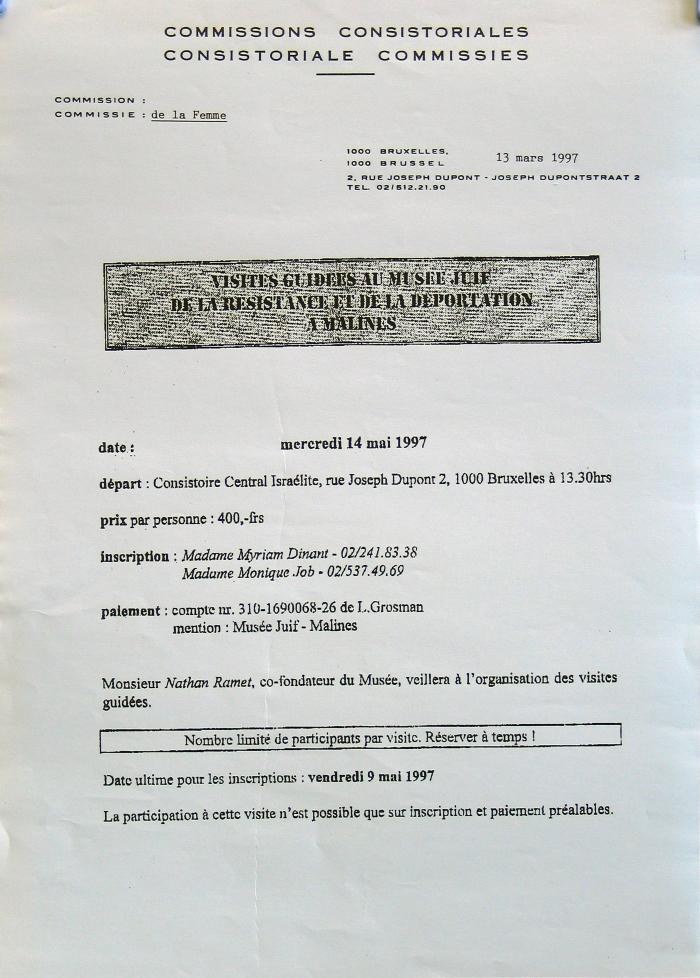 COMMISSIONS CONSISTORIALES
CONSISTORIALE COMMISSIES
COMMISSION :
COMMISSIE : de la Femme
1000 BRUXELLES,
1000 BRUSSEL
13 mars 1997
2, RUE JOSEPH DUPONT - JOSEPH DUPONTSTRAAT 2
TEL. 02/512.21.90
VISITES GUIDEES AU MUSEE JUIF
DE LA RESISTANCE ET DE LA DEPORTATION
A MALINES
date : mercredi 14 mai 1997
départ : Consistoire Central Israélite, rue Joseph Dupont 2, 1000 Bruxelles à 13.30hrs
prix par personne : 400,-frs
inscription : Madame Myriam Dinant - 02/241.83.38
Madame Monique Job - 02/537.49.69
paiement : compte nr. 310-1690068-26 de L.Grosman
mention : Musée Juif - Malines
Monsieur Nathan Ramet, co-fondateur du Musée, veillera à l'organisation des visites
guidées.
Nombre limité de participants par visite. Réserver à temps !
Date ultime pour les inscriptions : vendredi 9 mai 1997
La participation à cette visite n'est possible que sur inscription et paiement préalables.